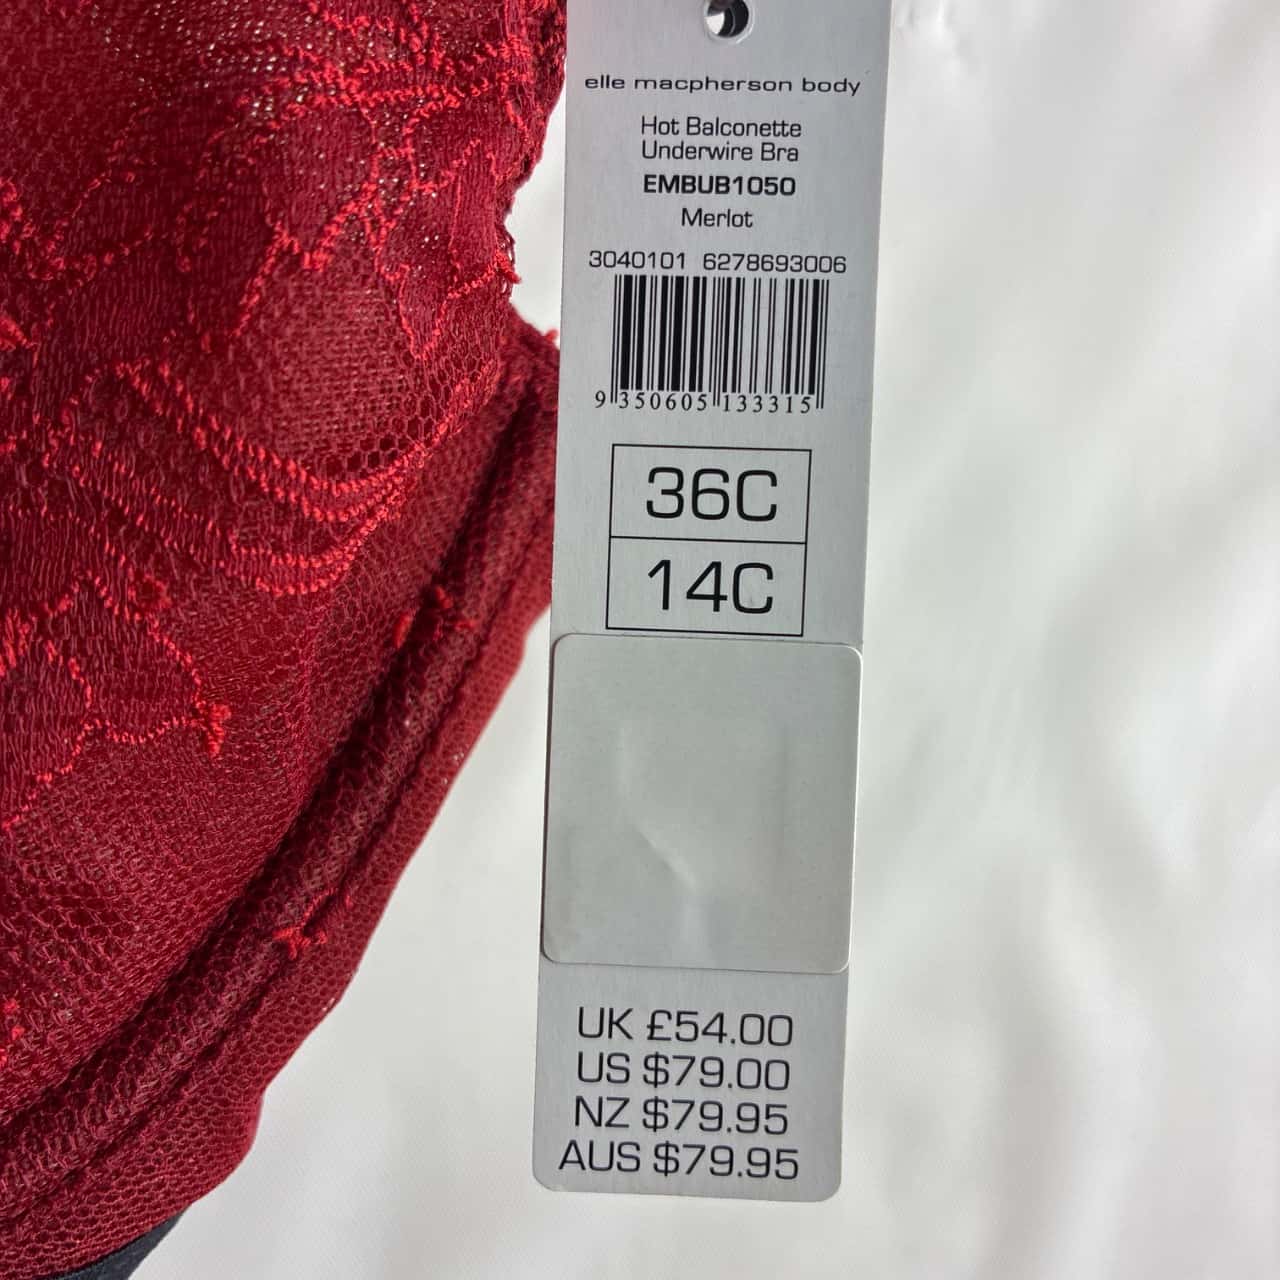 elle macpherson body
Hot Balconette
Underwire Bra
EMBUB1050
Merlot
3040101 6278693006
9 350605 133315
36C
14C
UK £54.00
US $79.00
NZ $79.95
AUS $79.95